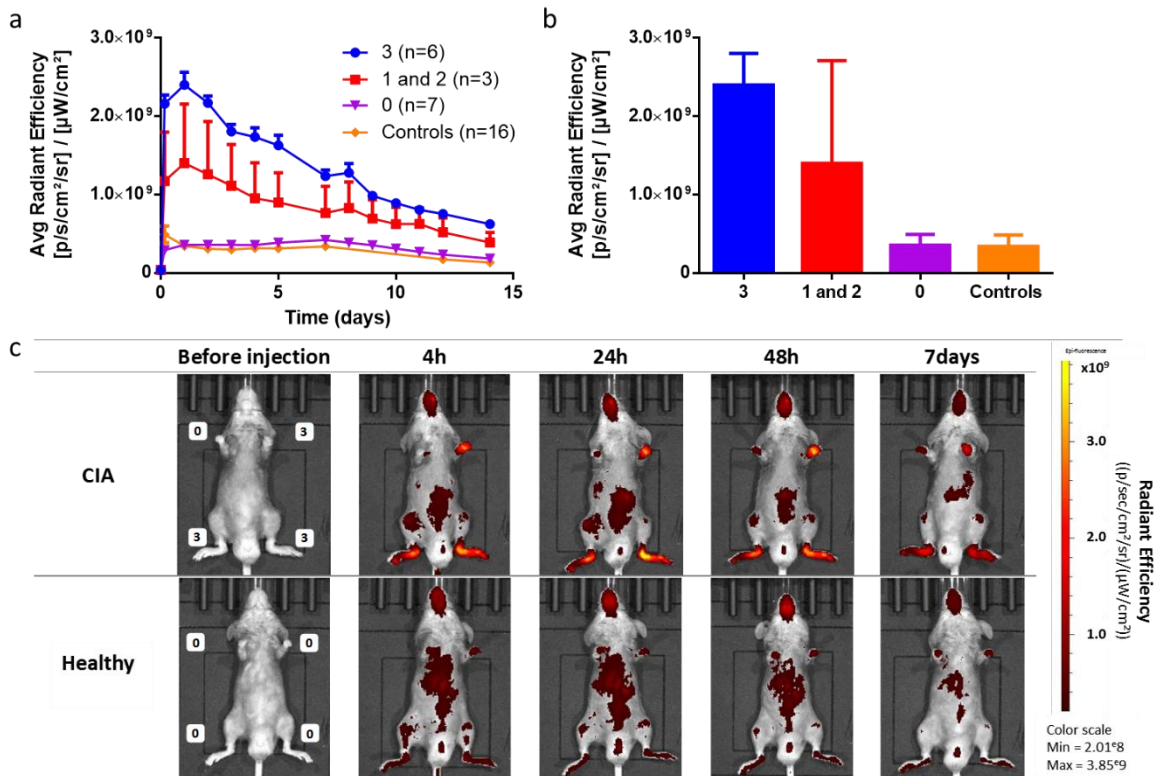 a
Avg Radiant Efficiency
[p/s/cm²/sr] / [µW/cm²]
3.0×10⁹
2.0×10⁹
1.0×10⁹
0
0
5
10
15
Time (days)
3 (n=6)
1 and 2 (n=3)
0 (n=7)
Controls (n=16)
b
Avg Radiant Efficiency
[p/s/cm²/sr] / [µW/cm²]
3.0×10⁹
2.0×10⁹
1.0×10⁹
0
3
1 and 2
0
Controls
c
Before injection
4h
24h
48h
7days
CIA
0
3
3
3
Healthy
0
0
0
0
Epi-fluorescence
x10⁹
3.0
2.0
1.0
Radiant Efficiency
((p/sec/cm²/sr)/(µW/cm²))
Color scale
Min = 2.01ᵉ8
Max = 3.85ᵉ9